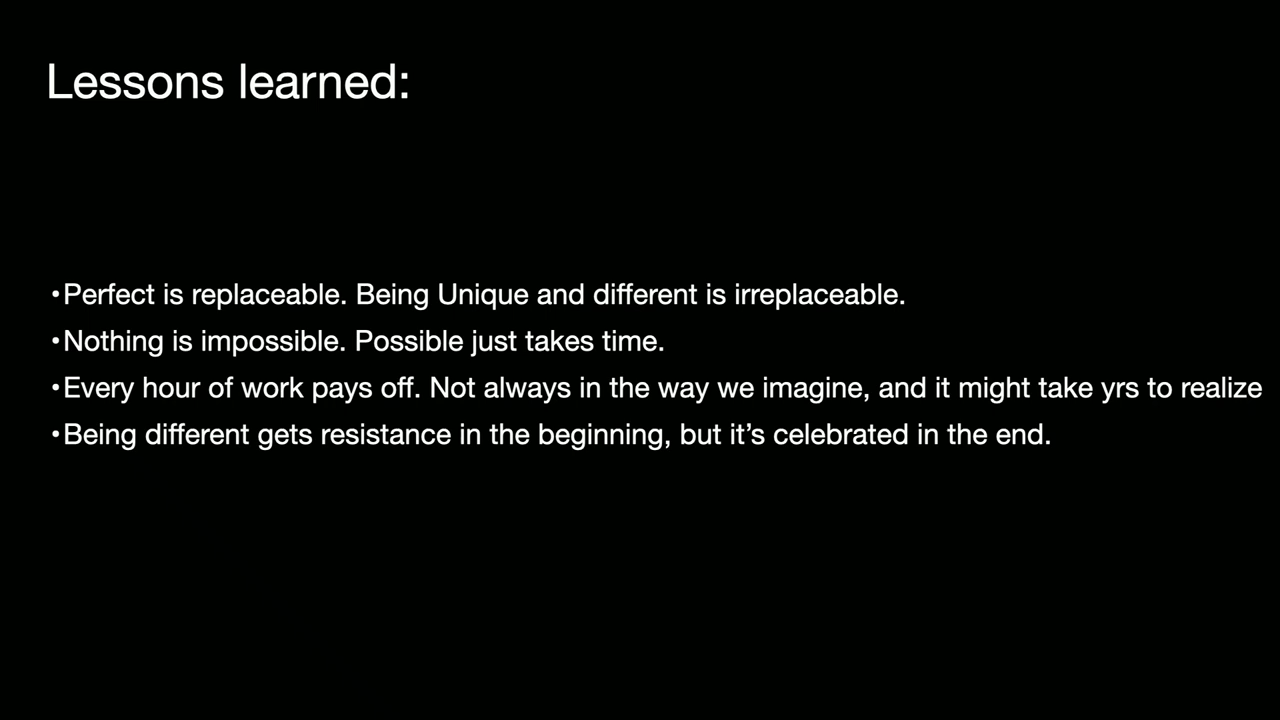 Lessons learned:
•Perfect is replaceable. Being Unique and different is irreplaceable.
•Nothing is impossible. Possible just takes time.
•Every hour of work pays off. Not always in the way we imagine, and it might take yrs to realize
•Being different gets resistance in the beginning, but it’s celebrated in the end.